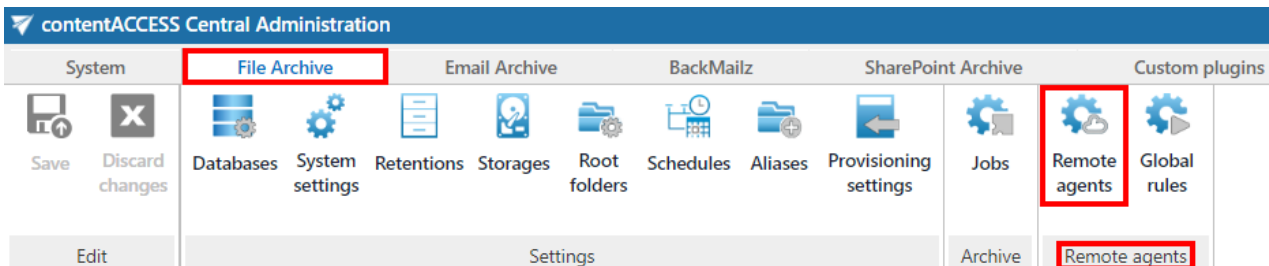 contentACCESS Central Administration
System File Archive Email Archive BackMailz SharePoint Archive Custom plugins
Save Discard Databases System Retentions Storages Root Schedules Aliases Provisioning Jobs Remote Global
changes settings folders settings agents rules
Edit Settings Archive Remote agents